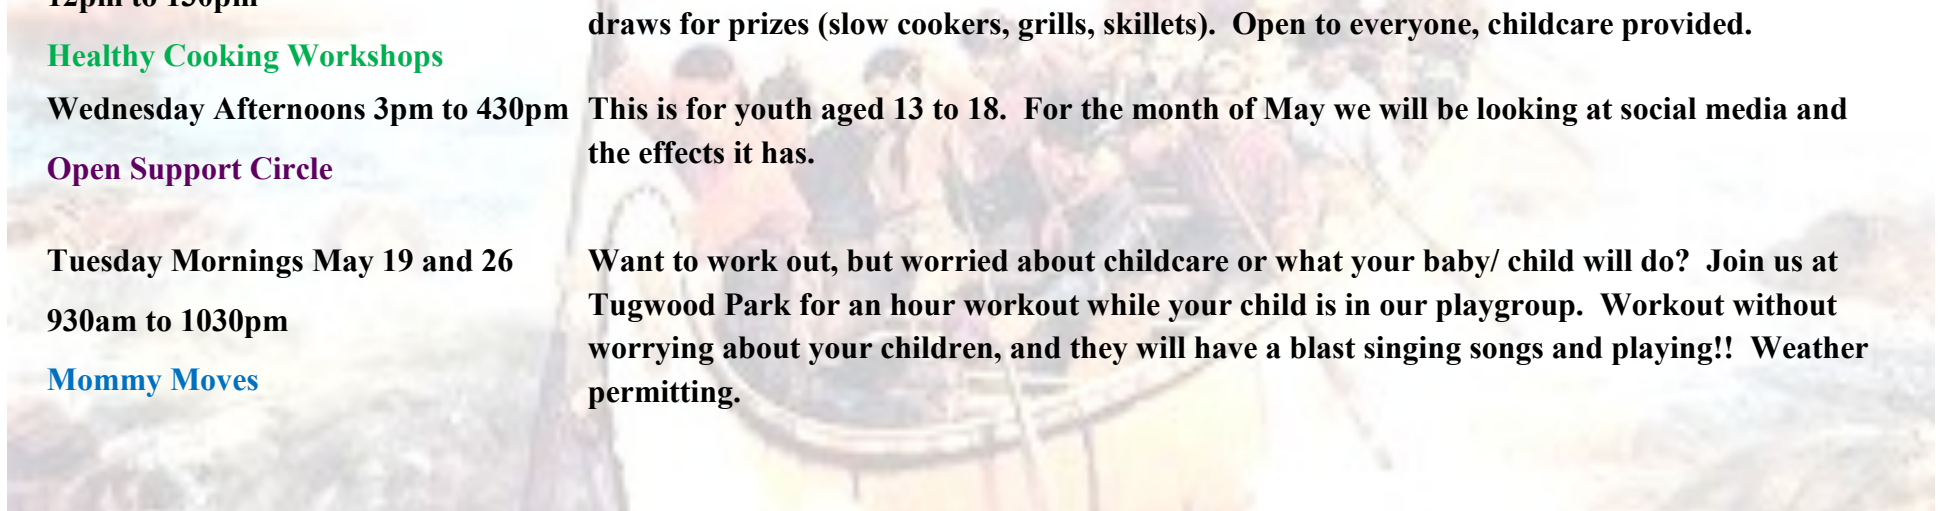 12pm to 130pm
draws for prizes (slow cookers, grills, skillets). Open to everyone, childcare provided.
Healthy Cooking Workshops
Wednesday Afternoons 3pm to 430pm
This is for youth aged 13 to 18. For the month of May we will be looking at social media and
the effects it has.
Open Support Circle
Tuesday Mornings May 19 and 26
930am to 1030pm
Mommy Moves
Want to work out, but worried about childcare or what your baby/ child will do? Join us at
Tugwood Park for an hour workout while your child is in our playgroup. Workout without
worrying about your children, and they will have a blast singing songs and playing!! Weather
permitting.